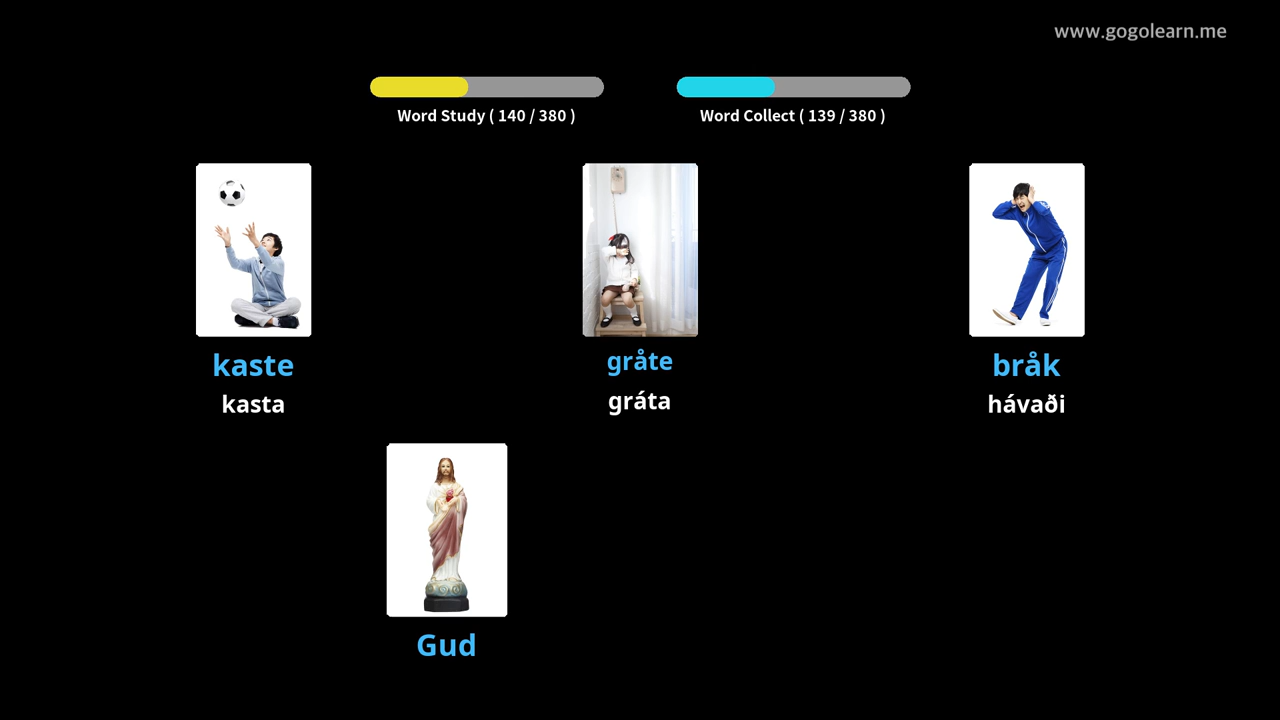 www.gogolearn.me
Word Study ( 140 / 380 )
Word Collect ( 139 / 380 )
kaste
kasta
gråte
gráta
bråk
hávaði
Gud